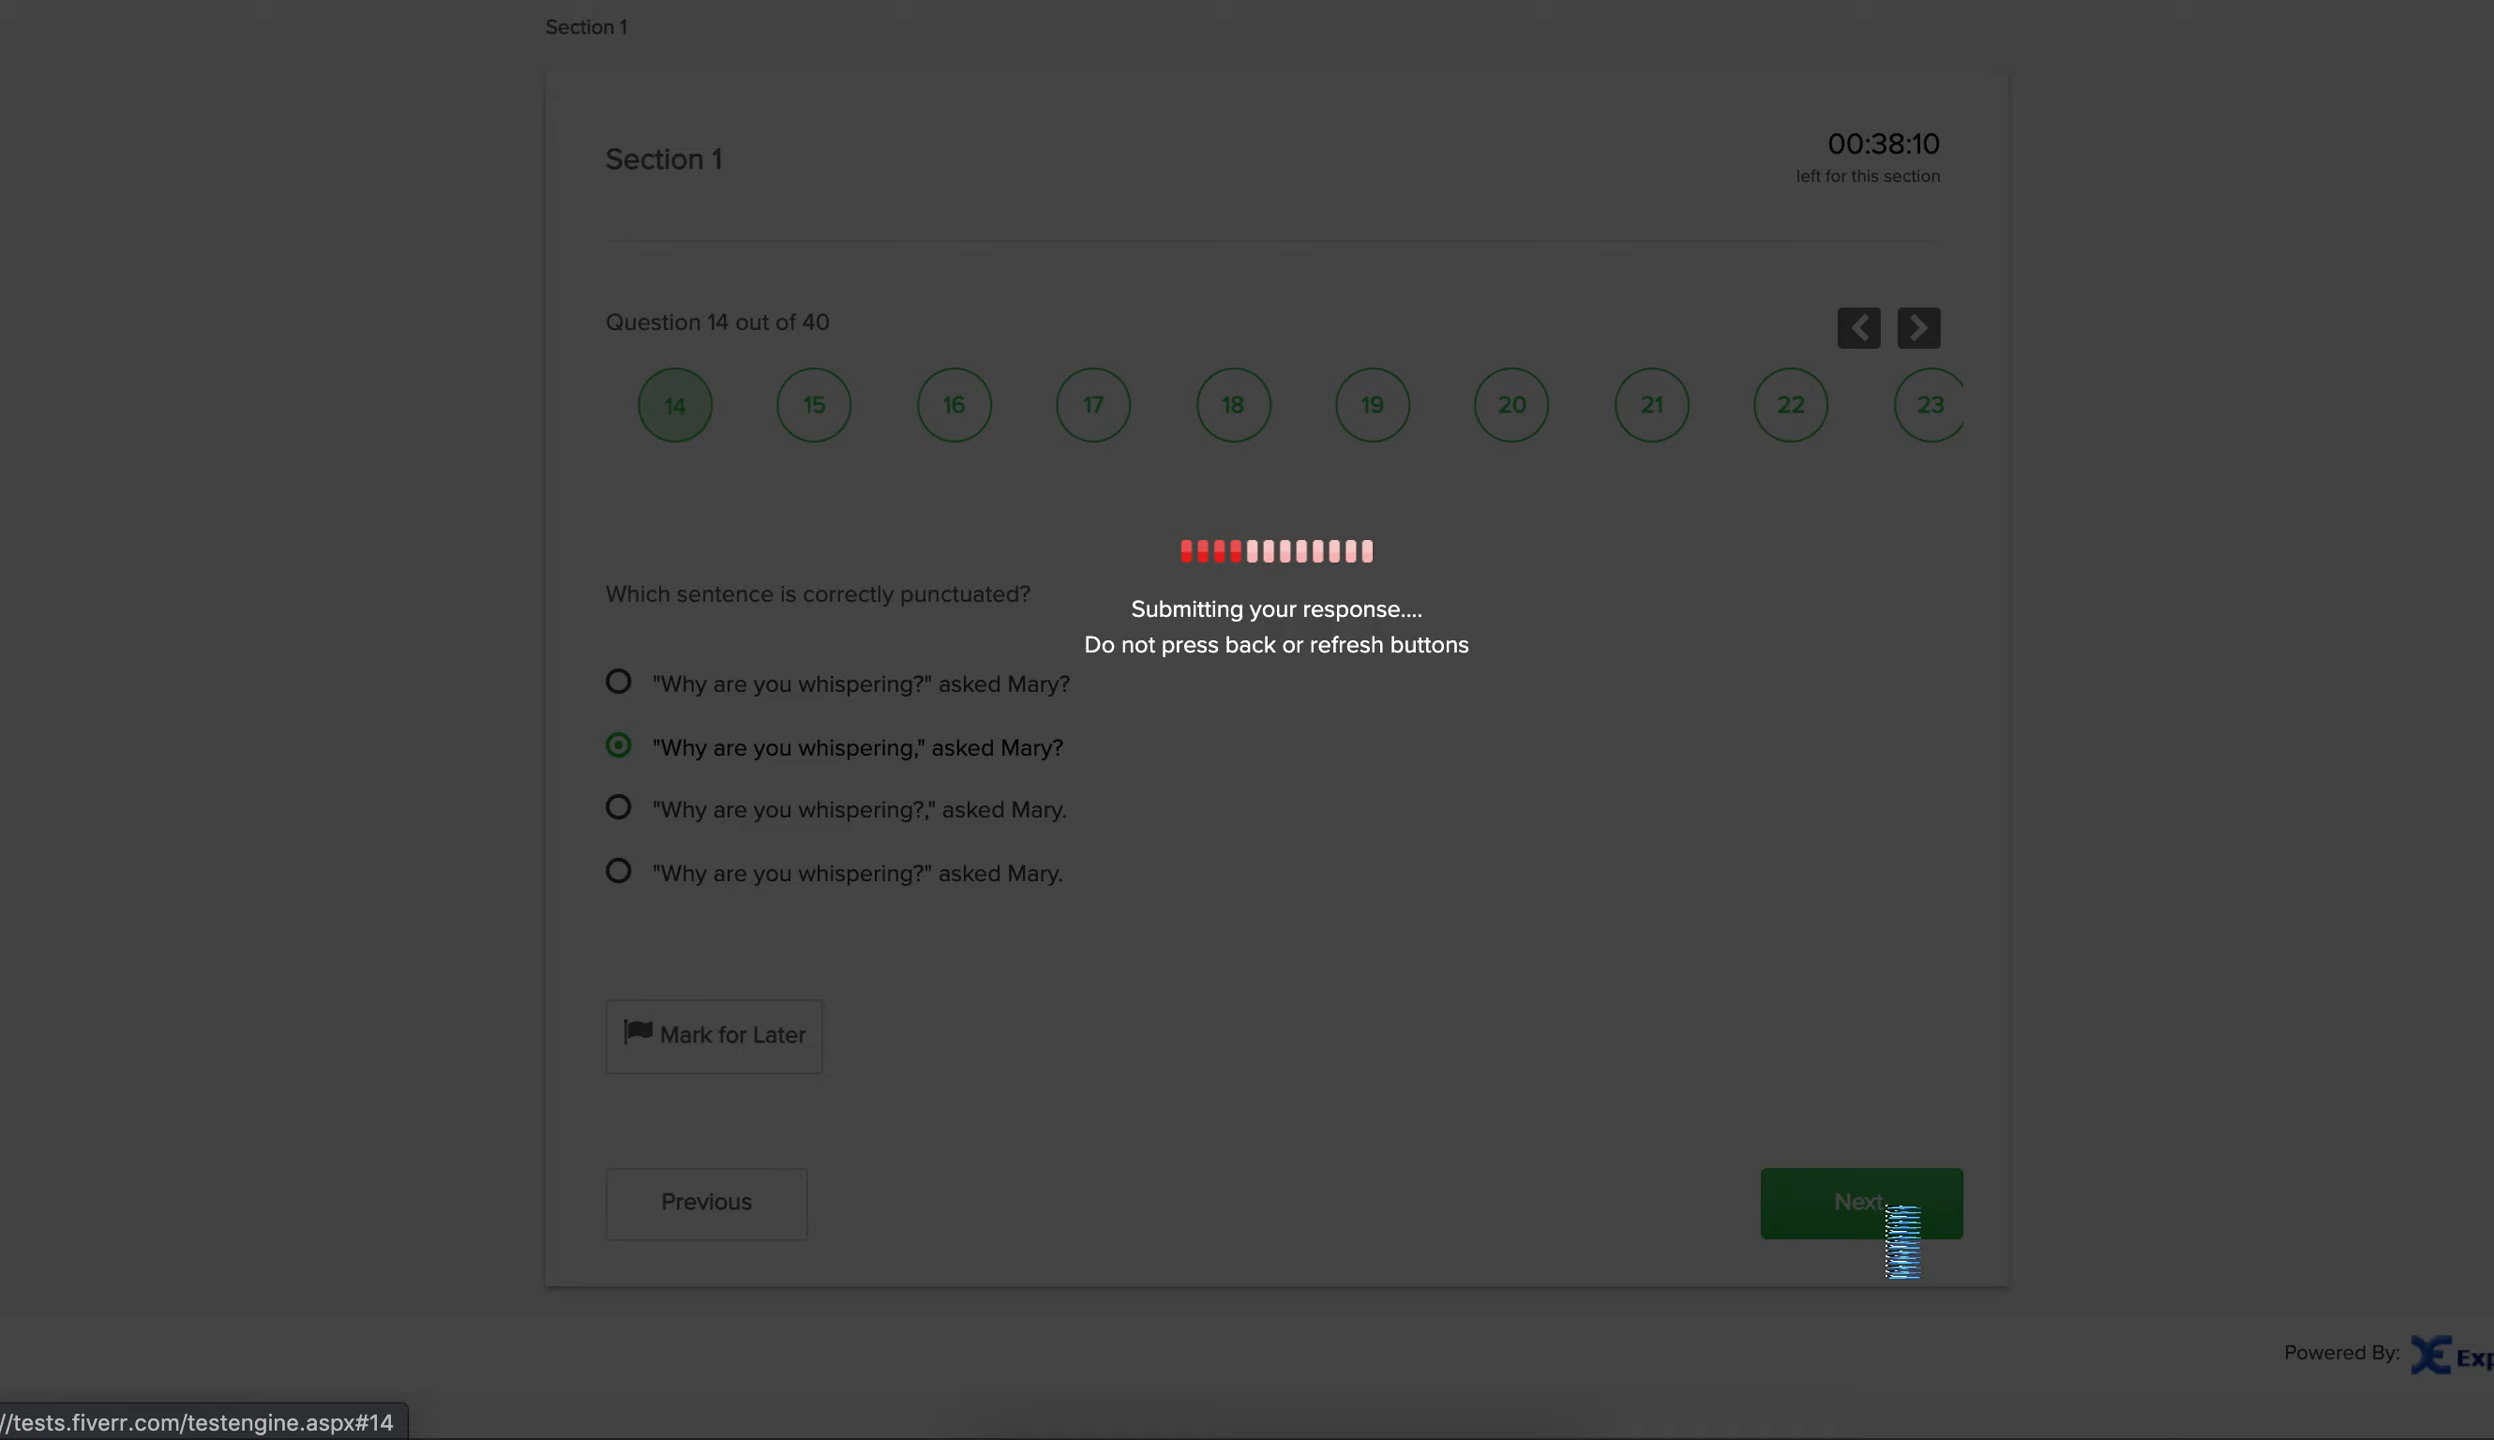 Section 1
Section 1
00:38:10
left for this section
Question 14 out of 40
14 15 16 17 18 19 20 21 22 23
Submitting your response....
Do not press back or refresh buttons
Which sentence is correctly punctuated?
"Why are you whispering?" asked Mary?
"Why are you whispering," asked Mary?
"Why are you whispering?," asked Mary.
"Why are you whispering?" asked Mary.
Mark for Later
Previous
Next
Powered By:
//tests.fiverr.com/testengine.aspx#14